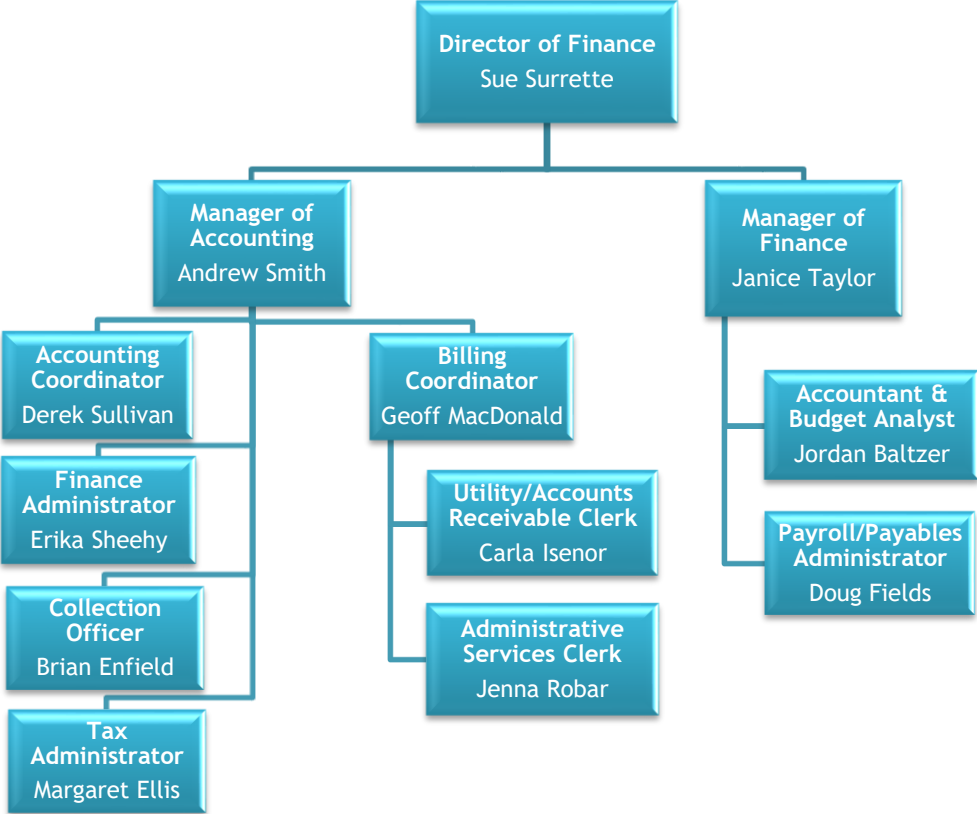 Director of Finance
Sue Surrette
Manager of
Accounting
Andrew Smith
Manager of
Finance
Janice Taylor
Accounting
Coordinator
Derek Sullivan
Billing
Coordinator
Geoff MacDonald
Accountant &
Budget Analyst
Jordan Baltzer
Finance
Administrator
Erika Sheehy
Utility/Accounts
Receivable Clerk
Carla Isenor
Payroll/Payables
Administrator
Doug Fields
Collection
Officer
Brian Enfield
Administrative
Services Clerk
Jenna Robar
Tax
Administrator
Margaret Ellis